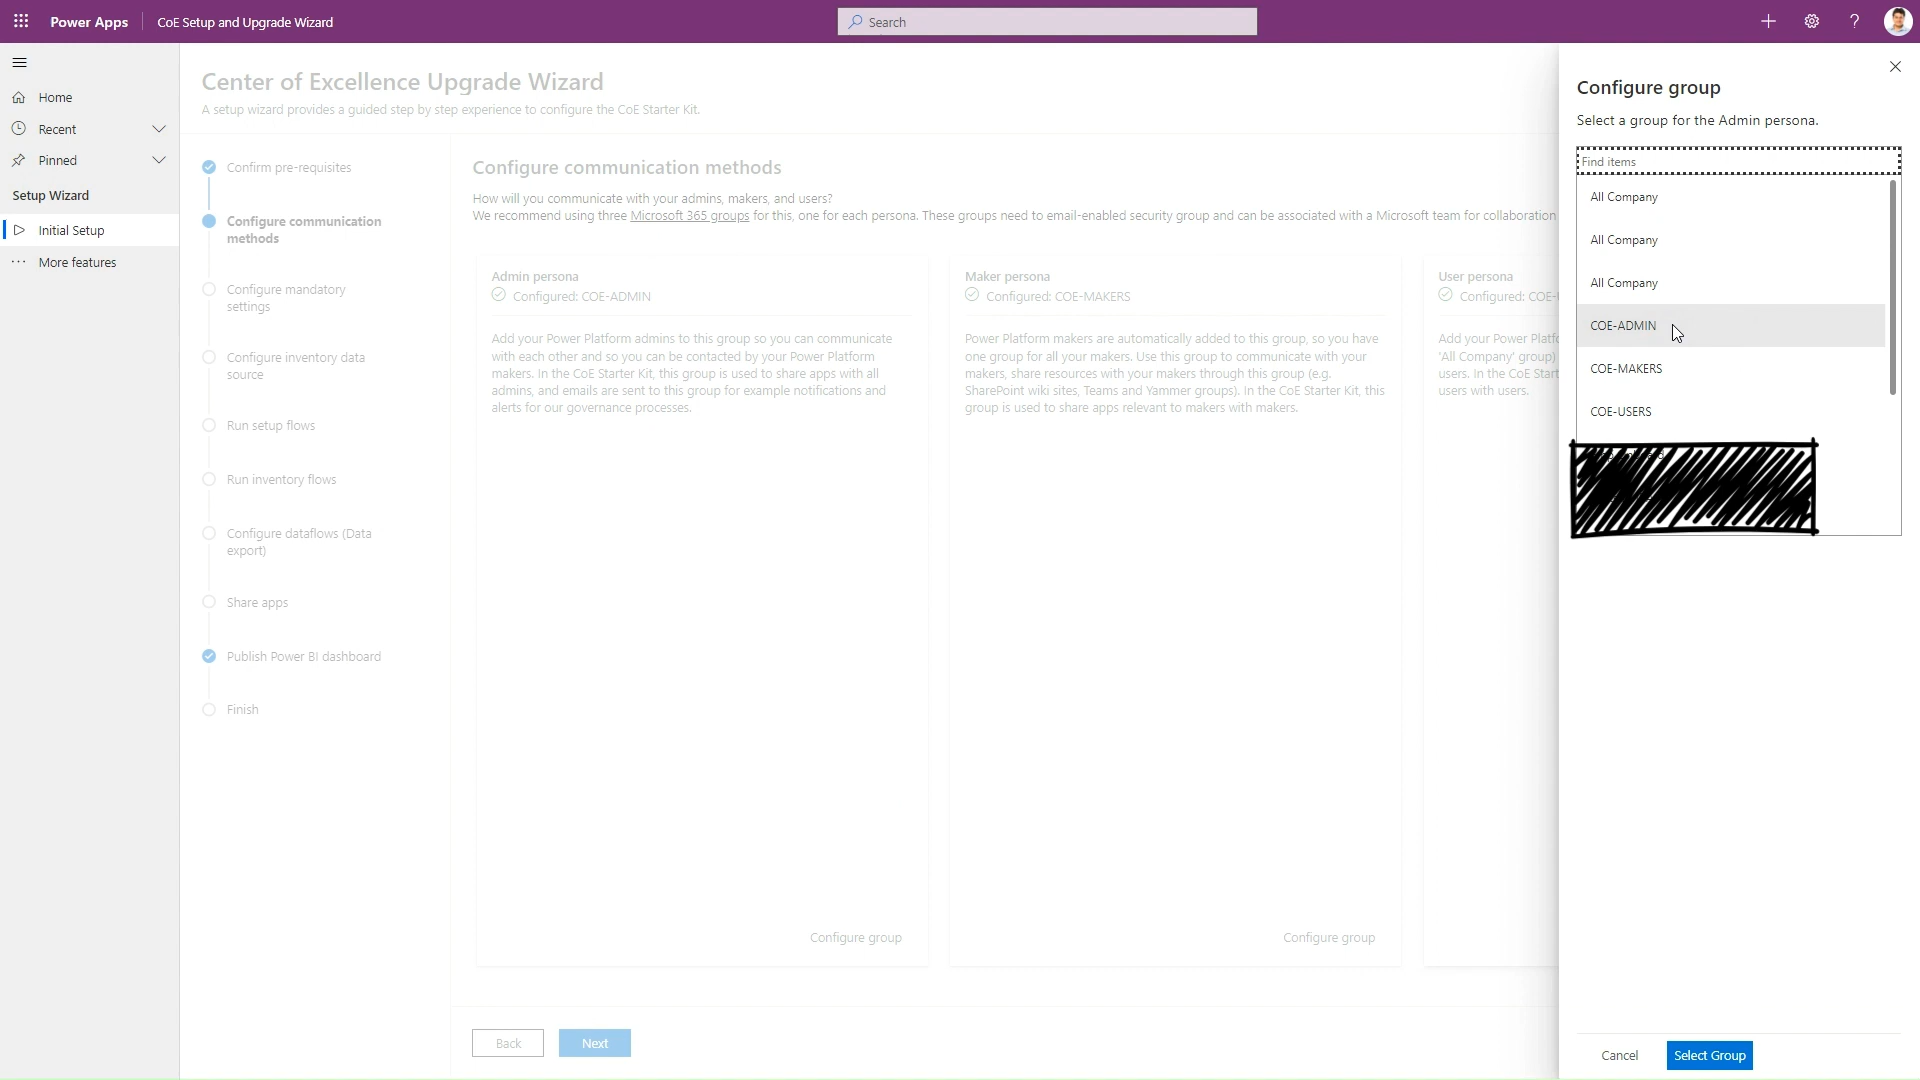 Power Apps
CoE Setup and Upgrade Wizard
Search
?
Home
Recent
Pinned
Setup Wizard
Initial Setup
More features
Center of Excellence Upgrade Wizard
A setup wizard provides a guided step by step experience to configure the CoE Starter Kit.
Confirm pre-requisites
Configure communication
methods
Configure mandatory
settings
Configure inventory data
source
Run setup flows
Run inventory flows
Configure dataflows (Data
export)
Share apps
Publish Power BI dashboard
Finish
Configure communication methods
How will you communicate with your admins, makers, and users?
We recommend using three Microsoft 365 groups for this, one for each persona. These groups need to email-enabled security group and can be associated with a Microsoft team for collaboration
Admin persona
Configured: COE-ADMIN
Add your Power Platform admins to this group so you can communicate
with each other and so you can be contacted by your Power Platform
makers. In the CoE Starter Kit, this group is used to share apps with all
admins, and emails are sent to this group for example notifications and
alerts for our governance processes.
Configure group
Maker persona
Configured: COE-MAKERS
Power Platform makers are automatically added to this group, so you have
one group for all your makers. Use this group to communicate with your
makers, share resources with your makers through this group (e.g.
SharePoint wiki sites, Teams and Yammer groups). In the CoE Starter Kit, this
group is used to share apps relevant to makers with makers.
Configure group
User persona
Configured: COE-
Add your Power Platf
'All Company' group)
users. In the CoE Start
users with users.
Back
Next
Configure group
Select a group for the Admin persona.
Find items
All Company
All Company
All Company
COE-ADMIN
COE-MAKERS
COE-USERS
Cancel
Select Group